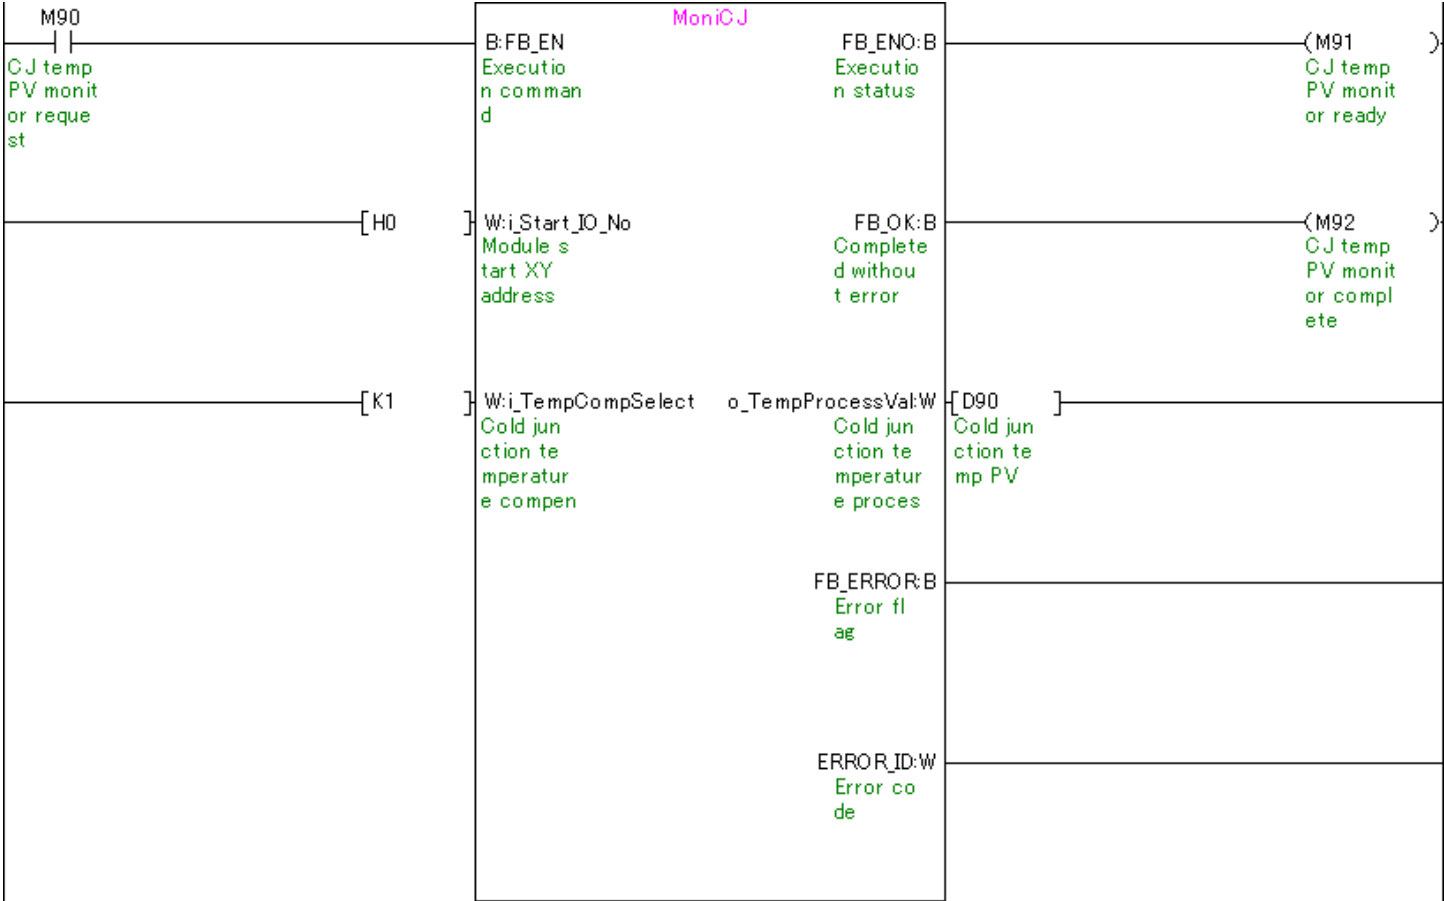 MoniCJ
M90
B:FB_EN
FB_ENO:B
M91
CJ temp
PV monit
or reque
st
Executio
n comman
d
Executio
n status
CJ temp
PV monit
or ready
H0
W:i_Start_IO_No
FB_OK:B
M92
Module s
tart XY
address
Complete
d withou
t error
CJ temp
PV monit
or compl
ete
K1
W:i_TempCompSelect
o_TempProcessVal:W
D90
Cold jun
ction te
mperatur
e compen
Cold jun
ction te
mperatur
e proces
Cold jun
ction te
mp PV
FB_ERROR:B
Error fl
ag
ERROR_ID:W
Error co
de